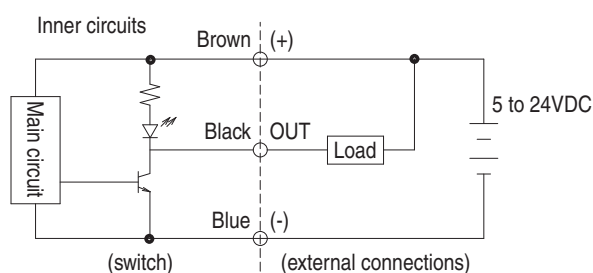 Inner circuits
Brown (+)
5 to 24VDC
Main circuit
Black OUT
Load
Blue (-)
(switch) (external connections)